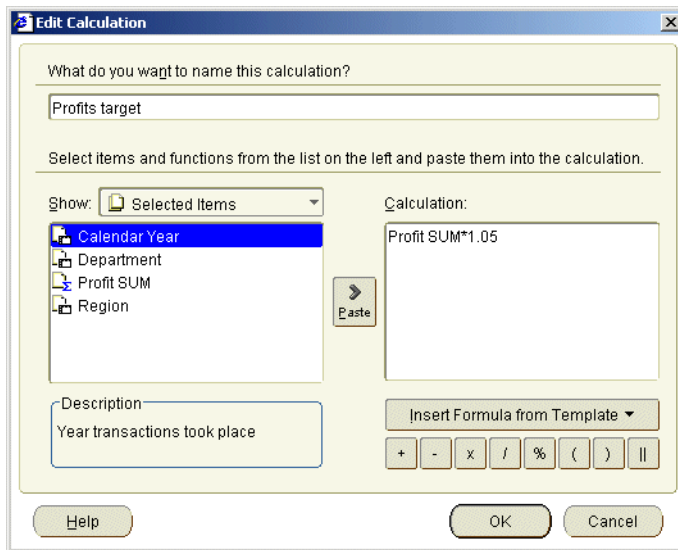 Edit Calculation
What do you want to name this calculation?
Profits target
Select items and functions from the list on the left and paste them into the calculation.
Show: Selected Items
Calendar Year
Department
Profit SUM
Region
Paste
Calculation:
Profit SUM*1.05
Description
Year transactions took place
Insert Formula from Template
+ - x / % ( ) ||
Help OK Cancel